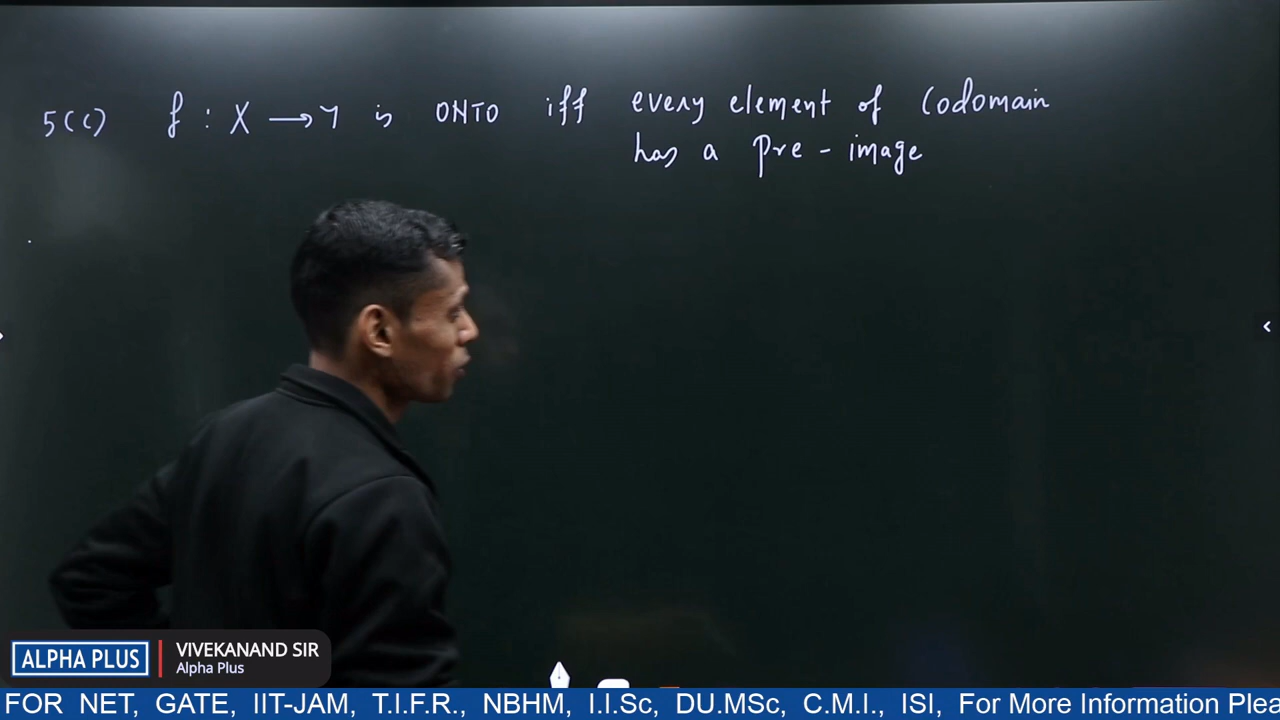 5(c) f : X → Y is ONTO iff every element of Codomain
has a pre - image
ALPHA PLUS
VIVEKANAND SIR
Alpha Plus
FOR NET, GATE, IIT-JAM, T.I.F.R., NBHM, I.I.Sc, DU.MSc, C.M.I., ISI, For More Information Plea